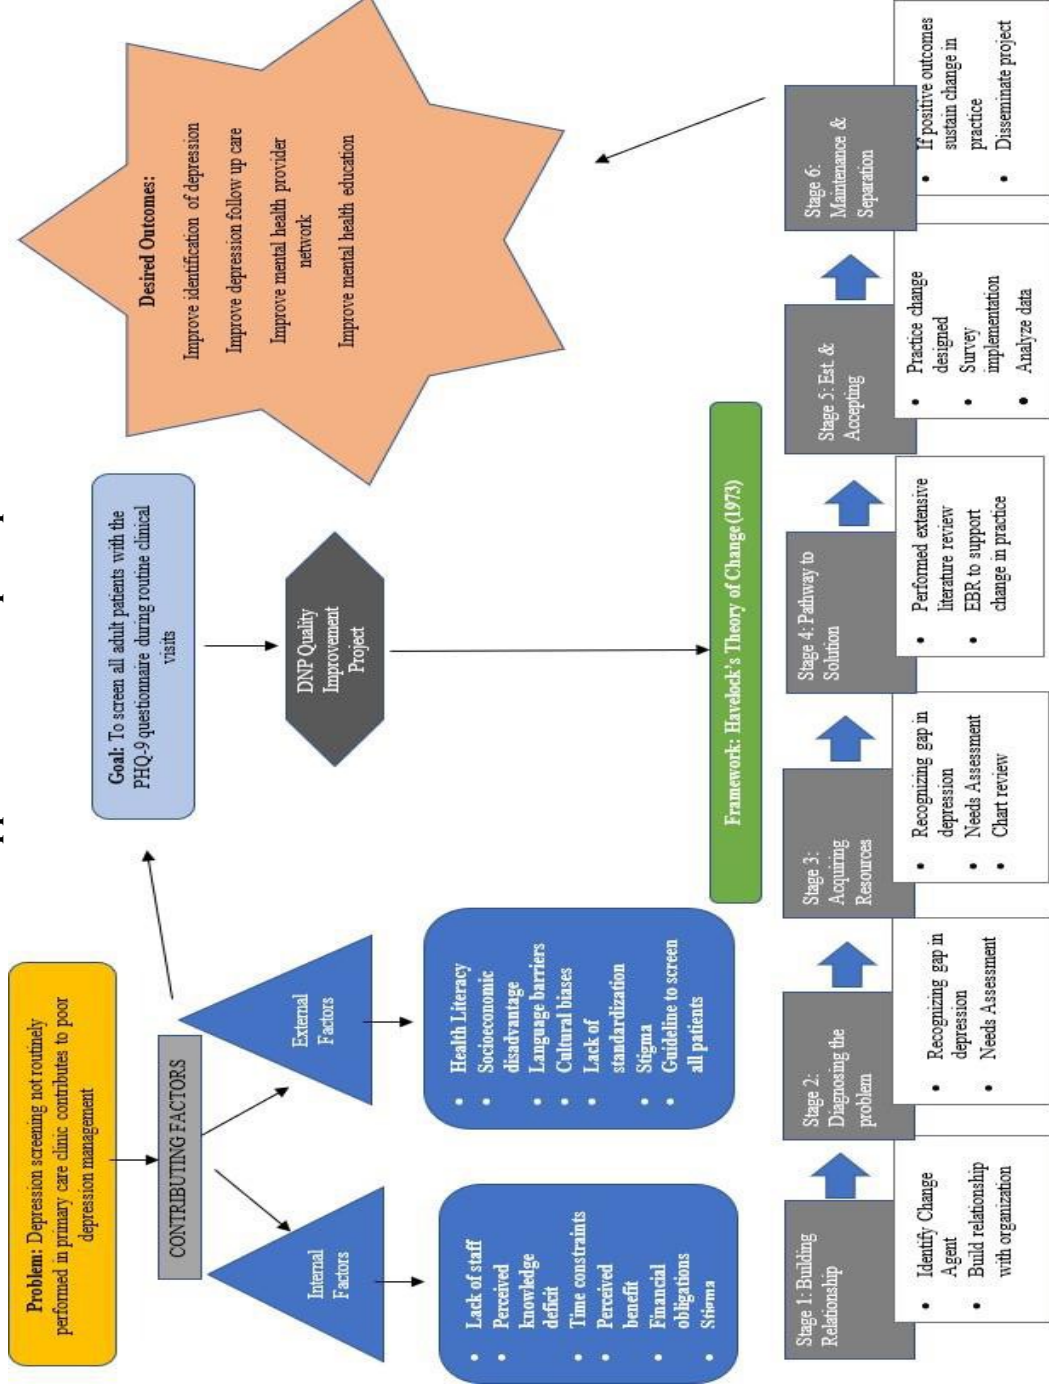 Problem: Depression screening not routinely
performed in primary care clinic contributes to poor
depression management
CONTRIBUTING FACTORS
Internal
Factors
External
Factors
• Lack of staff
• Perceived
knowledge
deficit
• Time constraints
• Perceived
benefit
• Financial
obligations
• Stigma
• Health Literacy
• Socioeconomic
disadvantage
• Language barriers
• Cultural biases
• Lack of
standardization
• Stigma
• Guideline to screen
all patients
Goal: To screen all adult patients with the
PHQ-9 questionnaire during routine clinical
visits
DNP Quality
Improvement
Project
Desired Outcomes:
Improve identification of depression
Improve depression follow up care
Improve mental health provider
network
Improve mental health education
Framework: Havelock's Theory of Change (1973)
Stage 1: Building
Relationship
• Identify Change
Agent
• Build relationship
with organization
Stage 2:
Diagnosing the
problem
• Recognizing gap in
depression
• Needs Assessment
Stage 3:
Acquiring
Resources
• Recognizing gap in
depression
• Needs Assessment
• Chart review
Stage 4: Pathway to
Solution
• Performed extensive
literature review
• EBR to support
change in practice
Stage 5: Est. &
Accepting
• Practice change
designed
• Survey
implementation
• Analyze data
Stage 6:
Maintenance &
Separation
• If positive outcomes
sustain change in
practice
• Disseminate project